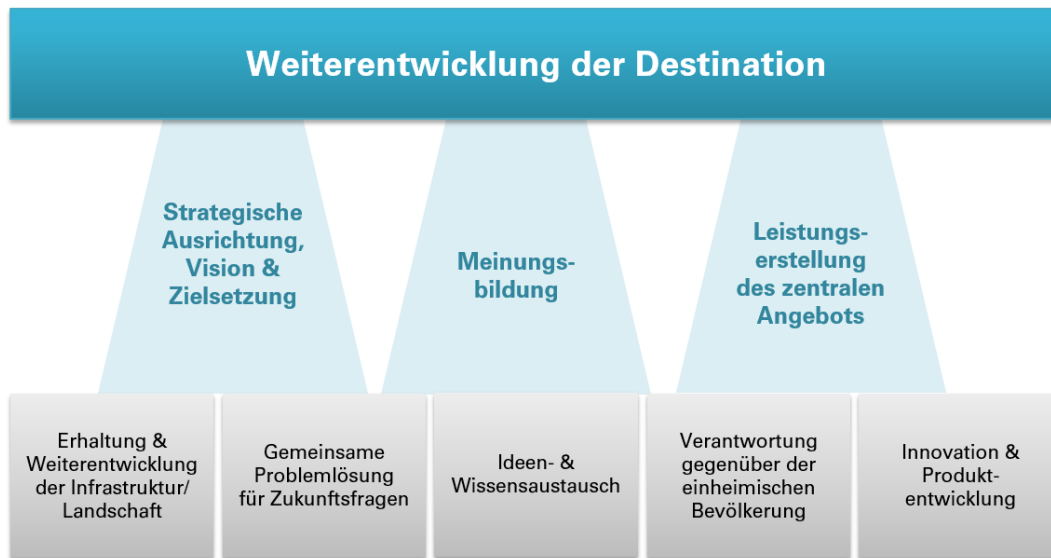 Weiterentwicklung der Destination
Strategische
Ausrichtung,
Vision &
Zielsetzung
Meinungs-
bildung
Leistungs-
erstellung
des zentralen
Angebots
Erhaltung &
Weiterentwicklung
der Infrastruktur/
Landschaft
Gemeinsame
Problemlösung
für Zukunftsfragen
Ideen- &
Wissensaustausch
Verantwortung
gegenüber der
einheimischen
Bevölkerung
Innovation &
Produkt-
entwicklung